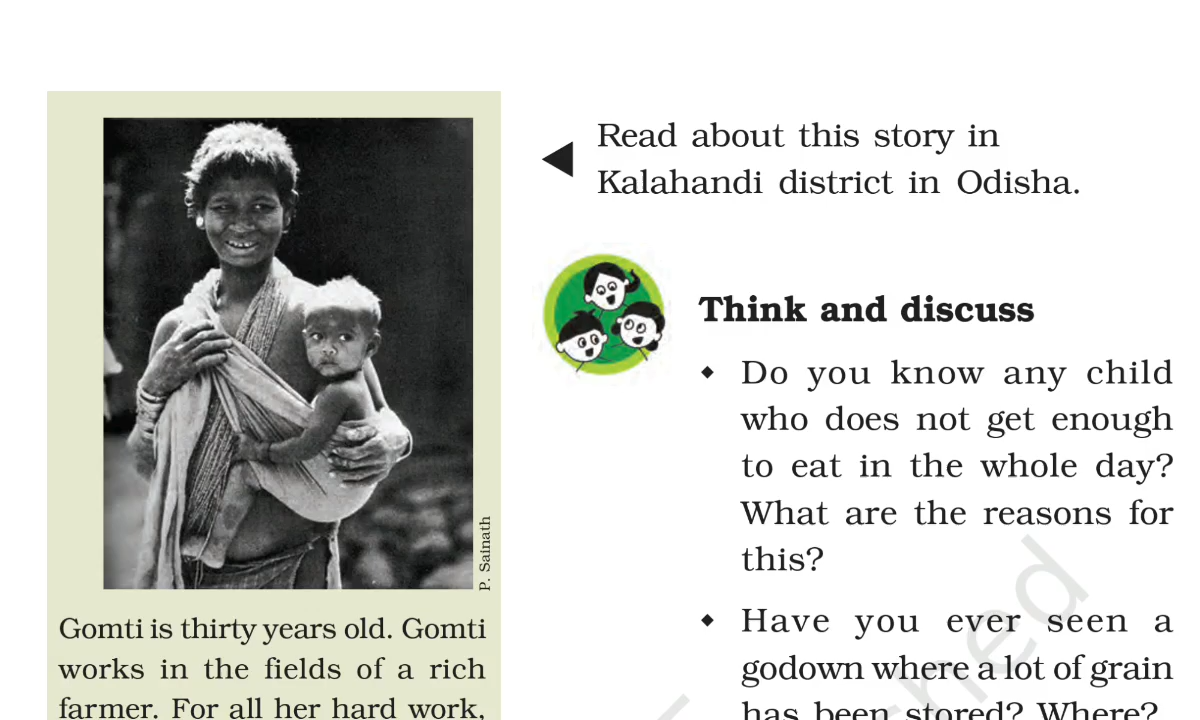 Read about this story in
Kalahandi district in Odisha.
P. Sainath
Gomti is thirty years old. Gomti
works in the fields of a rich
farmer. For all her hard work,
Think and discuss
◆ Do you know any child
who does not get enough
to eat in the whole day?
What are the reasons for
this?
◆ Have you ever seen a
godown where a lot of grain
has been stored? Where?